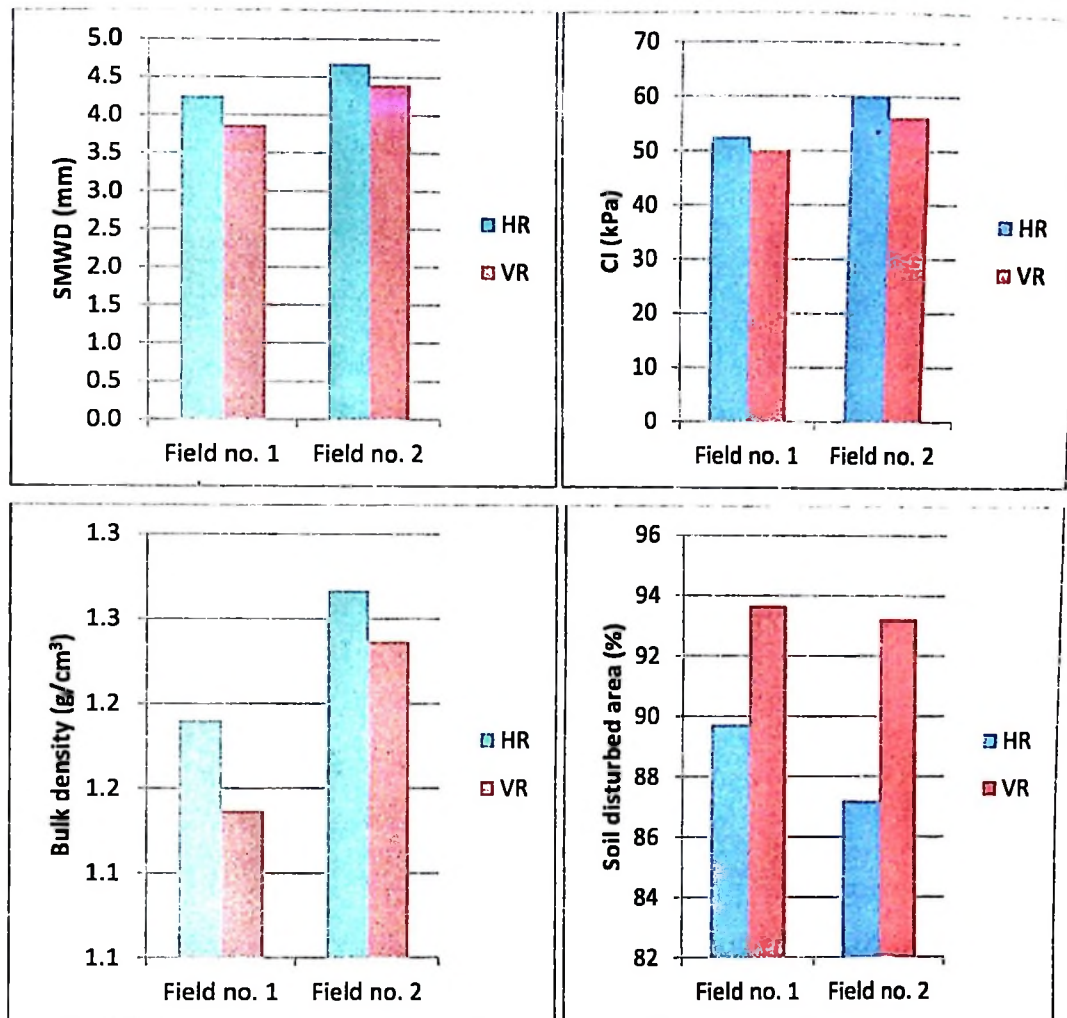 5.0
4.5
4.0
3.5
3.0
2.5
2.0
1.5
1.0
0.5
0.0
SMWD (mm)
Field no. 1 Field no. 2
HR
VR
70
60
50
40
30
20
10
0
CI (kPa)
Field no. 1 Field no. 2
HR
VR
1.3
1.3
1.2
1.2
1.1
1.1
Bulk density (g/cm³)
Field no. 1 Field no. 2
HR
VR
96
94
92
90
88
86
84
82
Soil disturbed area (%)
Field no. 1 Field no. 2
HR
VR